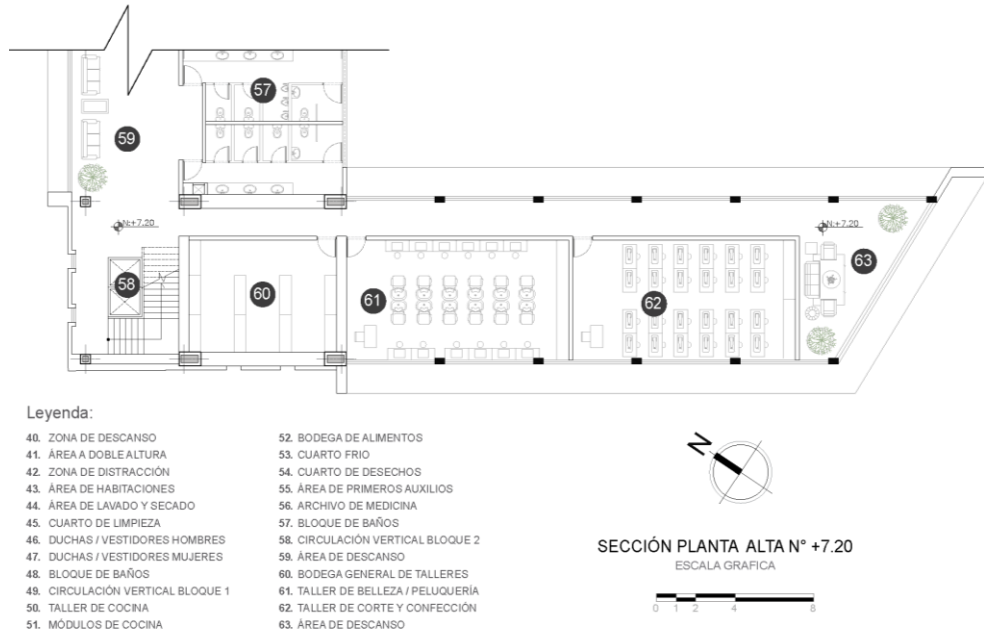 57
59
N:+7.20
N:+7.20
63
58
60
61
62
Leyenda:
40. ZONA DE DESCANSO
41. ÁREA A DOBLE ALTURA
42. ZONA DE DISTRACCIÓN
43. ÁREA DE HABITACIONES
44. ÁREA DE LAVADO Y SECADO
45. CUARTO DE LIMPIEZA
46. DUCHAS / VESTIDORES HOMBRES
47. DUCHAS / VESTIDORES MUJERES
48. BLOQUE DE BAÑOS
49. CIRCULACIÓN VERTICAL BLOQUE 1
50. TALLER DE COCINA
51. MÓDULOS DE COCINA
52. BODEGA DE ALIMENTOS
53. CUARTO FRIO
54. CUARTO DE DESECHOS
55. ÁREA DE PRIMEROS AUXILIOS
56. ARCHIVO DE MEDICINA
57. BLOQUE DE BAÑOS
58. CIRCULACIÓN VERTICAL BLOQUE 2
59. ÁREA DE DESCANSO
60. BODEGA GENERAL DE TALLERES
61. TALLER DE BELLEZA / PELUQUERÍA
62. TALLER DE CORTE Y CONFECCIÓN
63. ÁREA DE DESCANSO
N
SECCIÓN PLANTA ALTA N° +7.20
ESCALA GRAFICA
0 1 2 4 8